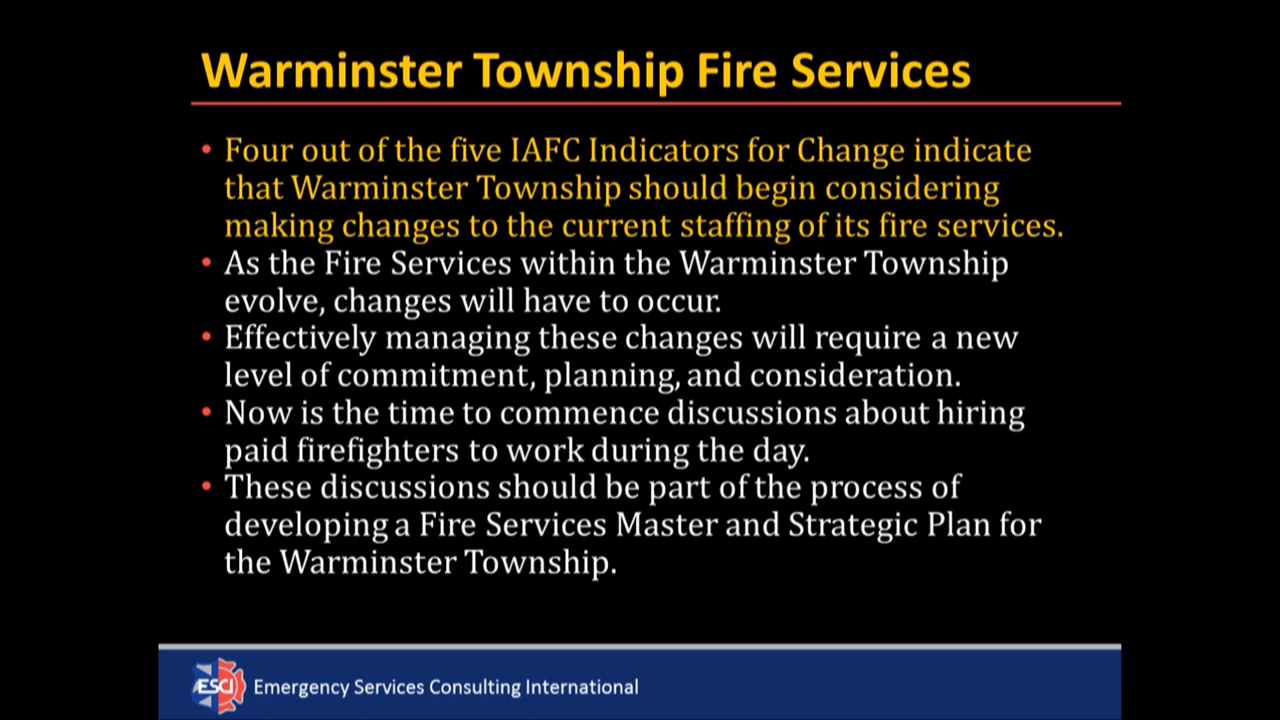 Warminster Township Fire Services
• Four out of the five IAFC Indicators for Change indicate
that Warminster Township should begin considering
making changes to the current staffing of its fire services.
• As the Fire Services within the Warminster Township
evolve, changes will have to occur.
• Effectively managing these changes will require a new
level of commitment, planning, and consideration.
• Now is the time to commence discussions about hiring
paid firefighters to work during the day.
• These discussions should be part of the process of
developing a Fire Services Master and Strategic Plan for
the Warminster Township.
ESCI Emergency Services Consulting International